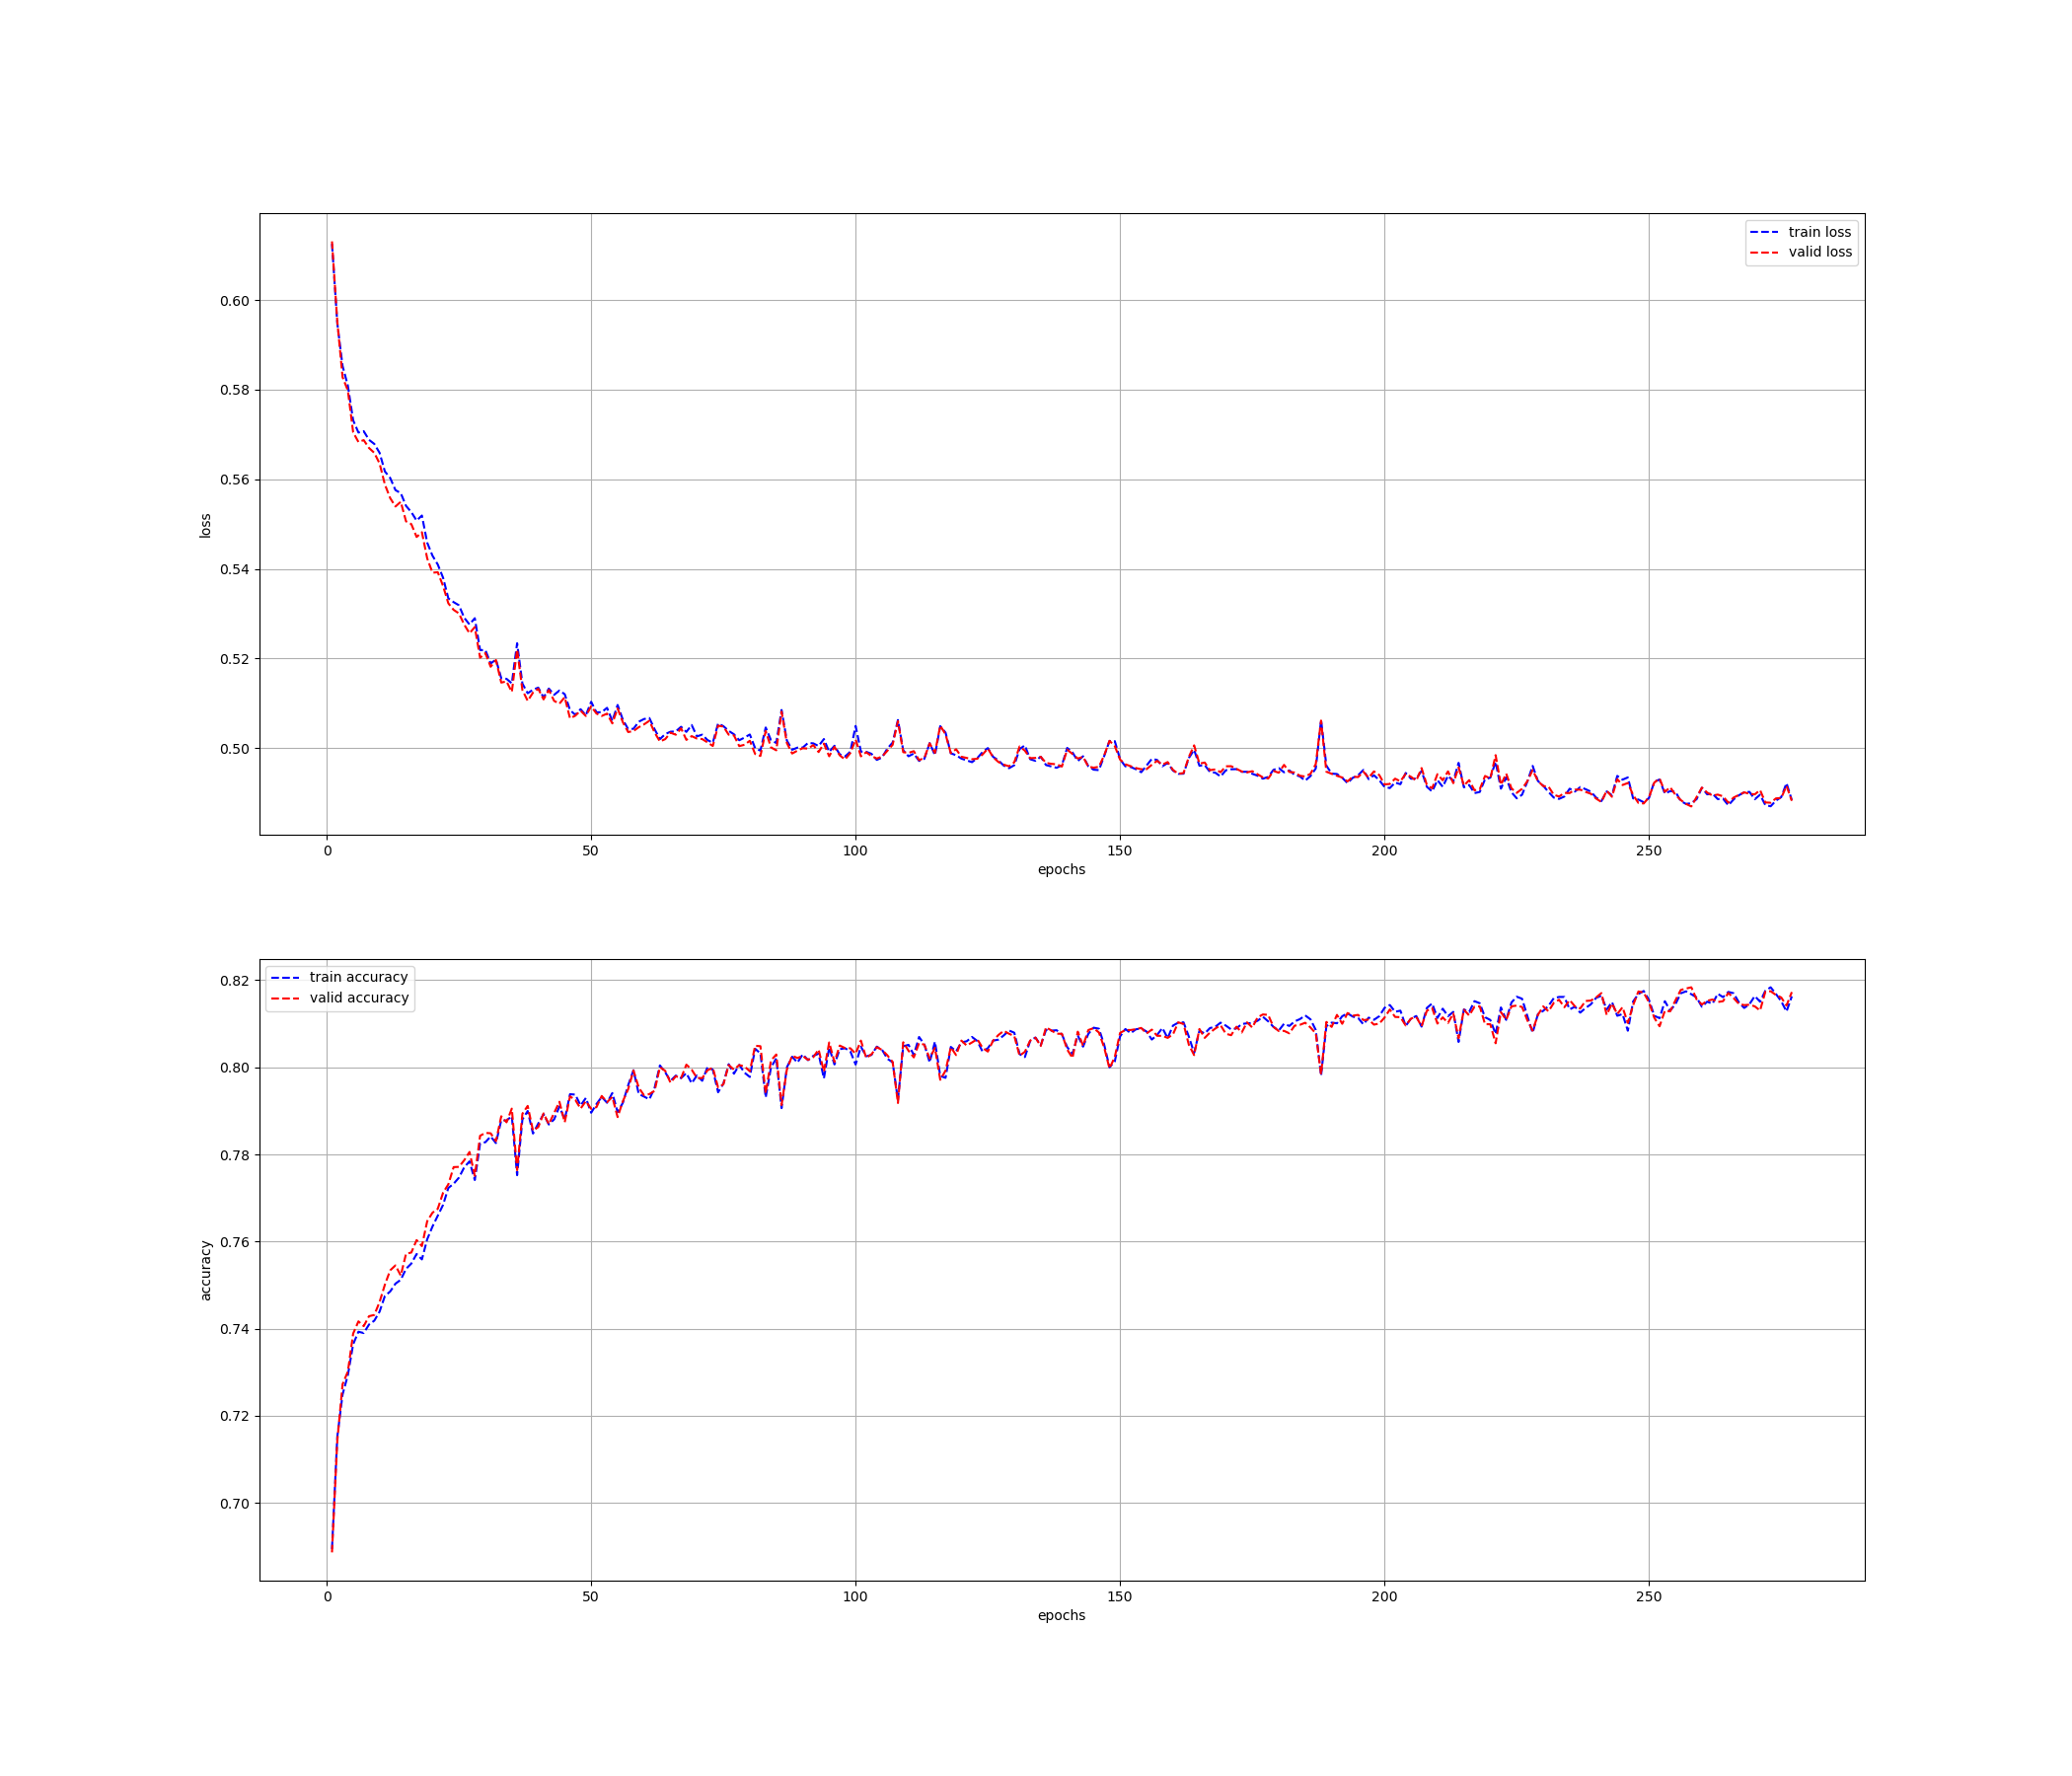 train loss
valid loss
0.60
0.58
0.56
0.54
0.52
0.50
loss
0 50 100 150 200 250
epochs
train accuracy
valid accuracy
0.82
0.80
0.78
0.76
0.74
0.72
0.70
accuracy
0 50 100 150 200 250
epochs